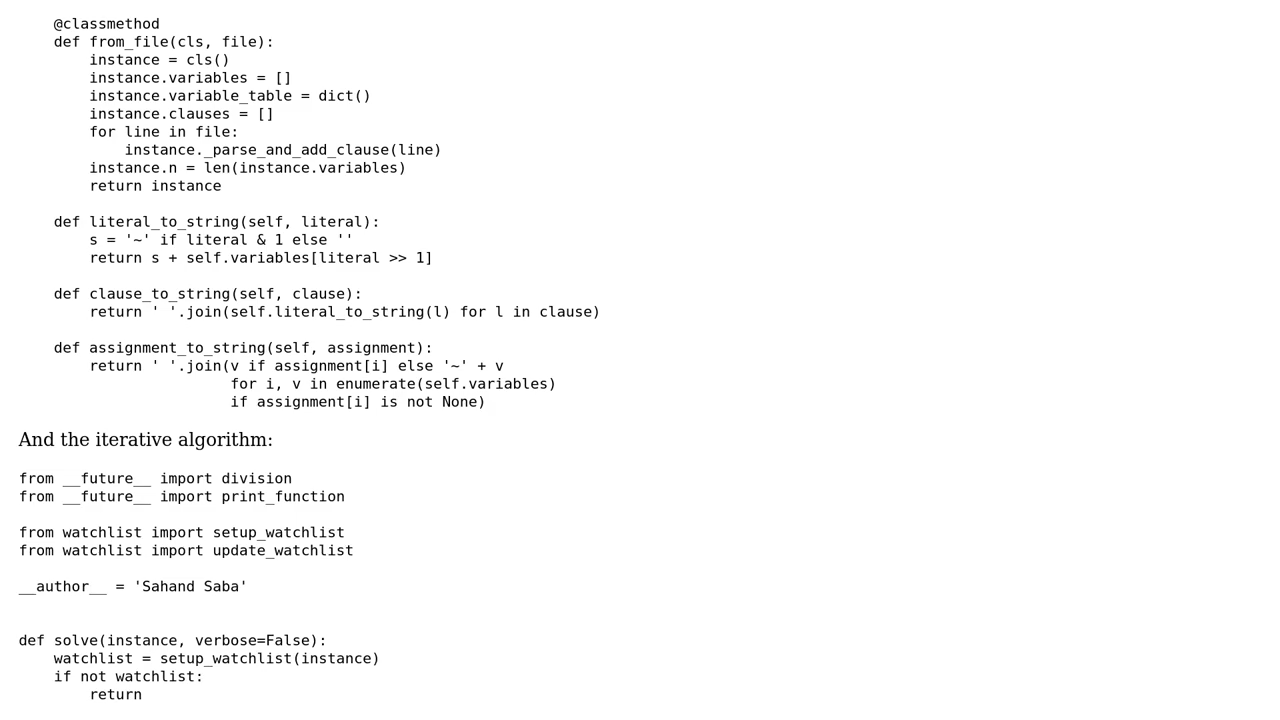 @classmethod
    def from_file(cls, file):
        instance = cls()
        instance.variables = []
        instance.variable_table = dict()
        instance.clauses = []
        for line in file:
            instance._parse_and_add_clause(line)
        instance.n = len(instance.variables)
        return instance

    def literal_to_string(self, literal):
        s = '~' if literal & 1 else ''
        return s + self.variables[literal >> 1]

    def clause_to_string(self, clause):
        return ' '.join(self.literal_to_string(l) for l in clause)

    def assignment_to_string(self, assignment):
        return ' '.join(v if assignment[i] else '~' + v
                        for i, v in enumerate(self.variables)
                        if assignment[i] is not None)

And the iterative algorithm:

from __future__ import division
from __future__ import print_function

from watchlist import setup_watchlist
from watchlist import update_watchlist

__author__ = 'Sahand Saba'


def solve(instance, verbose=False):
    watchlist = setup_watchlist(instance)
    if not watchlist:
        return